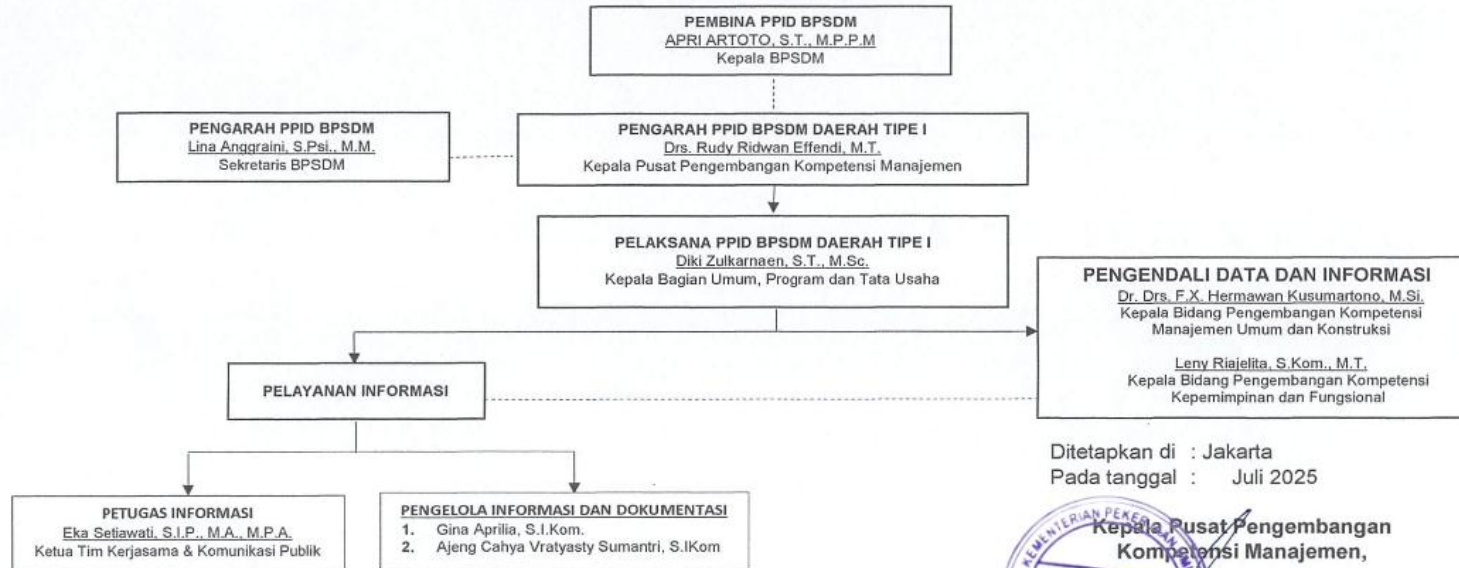 PEMBINA PPID BPSDM
APRI ARTOTO, S.T., M.P.P.M
Kepala BPSDM
PENGARAH PPID BPSDM
Lina Anggraini, S.Psi., M.M.
Sekretaris BPSDM
PENGARAH PPID BPSDM DAERAH TIPE I
Drs. Rudy Ridwan Effendi, M.T.
Kepala Pusat Pengembangan Kompetensi Manajemen
PELAKSANA PPID BPSDM DAERAH TIPE I
Diki Zulkarnaen, S.T., M.Sc.
Kepala Bagian Umum, Program dan Tata Usaha
PENGENDALI DATA DAN INFORMASI
Dr. Drs. F.X. Hermawan Kusumartono, M.Si.
Kepala Bidang Pengembangan Kompetensi
Manajemen Umum dan Konstruksi
Leny Riajelita, S.Kom., M.T.
Kepala Bidang Pengembangan Kompetensi
Kepemimpinan dan Fungsional
PELAYANAN INFORMASI
PETUGAS INFORMASI
Eka Setiawati, S.I.P., M.A., M.P.A.
Ketua Tim Kerjasama & Komunikasi Publik
PENGELOLA INFORMASI DAN DOKUMENTASI
1. Gina Aprilia, S.I.Kom.
2. Ajeng Cahya Vratyasty Sumantri, S.IKom
Ditetapkan di : Jakarta
Pada tanggal : Juli 2025
Kepala Pusat Pengembangan
Kompetensi Manajemen,
KEMENTERIAN